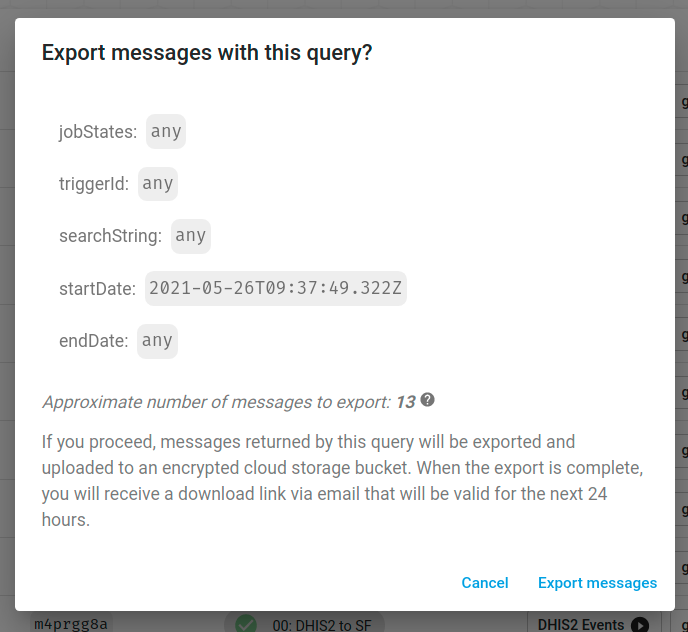 Export messages with this query?
jobStates: any
triggerId: any
searchString: any
startDate: 2021-05-26T09:37:49.322Z
endDate: any
Approximate number of messages to export: 13
If you proceed, messages returned by this query will be exported and
uploaded to an encrypted cloud storage bucket. When the export is complete,
you will receive a download link via email that will be valid for the next 24
hours.
Cancel Export messages
m4prgg8a 00: DHIS2 to SF DHIS2 Events